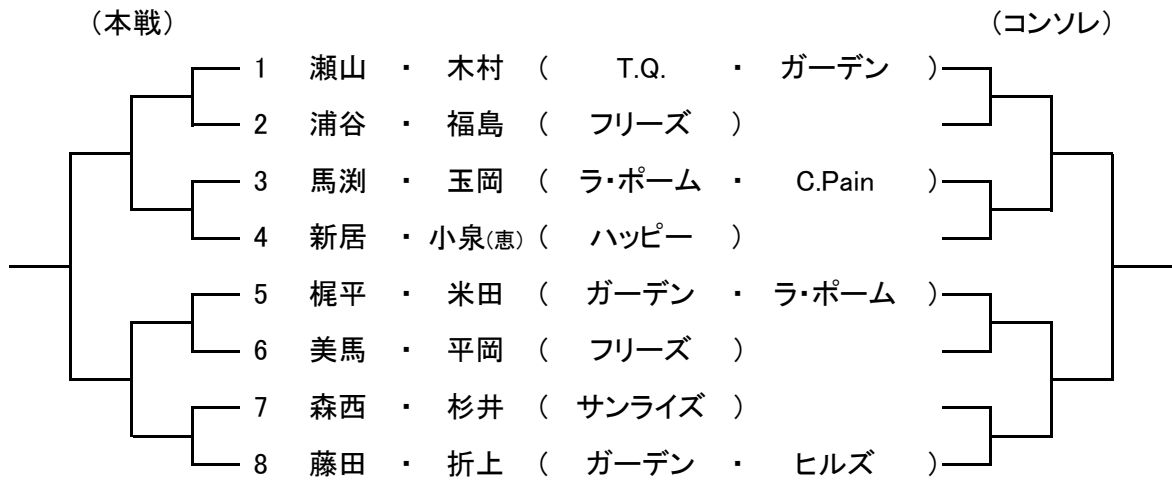 （本戦） （コンソレ）
1 瀬山 ・ 木村 （ T.Q. ・ ガーデン ）
2 浦谷 ・ 福島 （ フリーズ ）
3 馬渕 ・ 玉岡 （ ラ・ポーム ・ C.Pain ）
4 新居 ・ 小泉(恵) （ ハッピー ）
5 梶平 ・ 米田 （ ガーデン ・ ラ・ポーム ）
6 美馬 ・ 平岡 （ フリーズ ）
7 森西 ・ 杉井 （ サンライズ ）
8 藤田 ・ 折上 （ ガーデン ・ ヒルズ ）